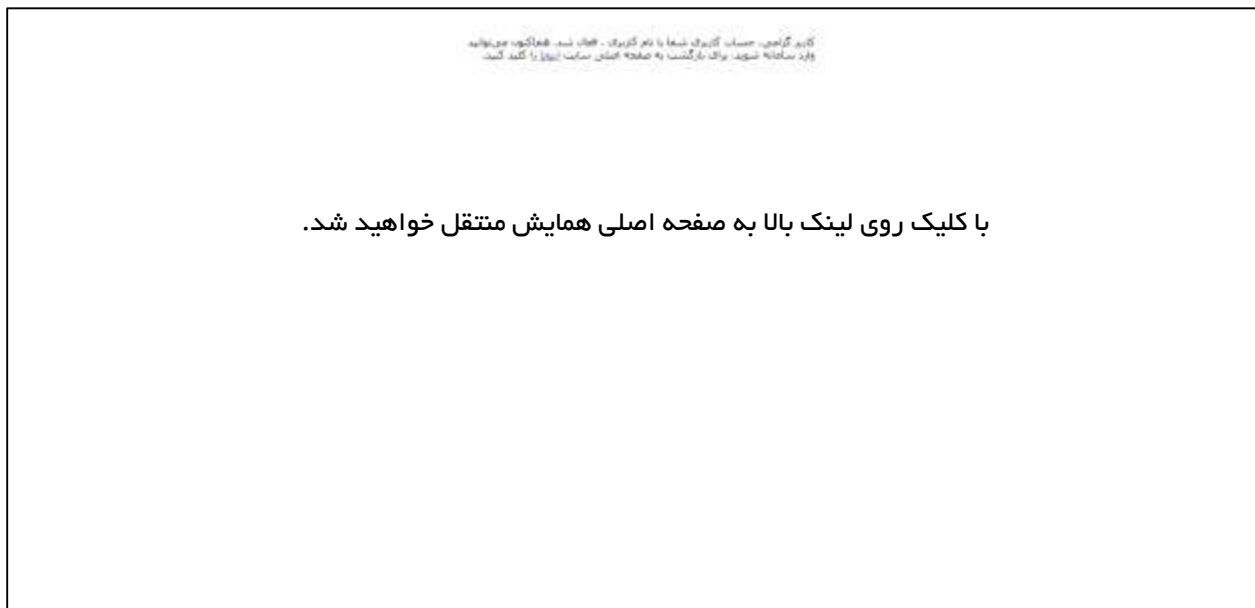 کاربر گرامی، حساب کاربری شما با نام کاربری ، فعال شد. هم‌اکنون می‌توانید
وارد سامانه شوید. برای بازگشت به صفحه اصلی سایت اینجا را کلید کنید.
با کلیک روی لینک بالا به صفحه اصلی همایش منتقل خواهید شد.